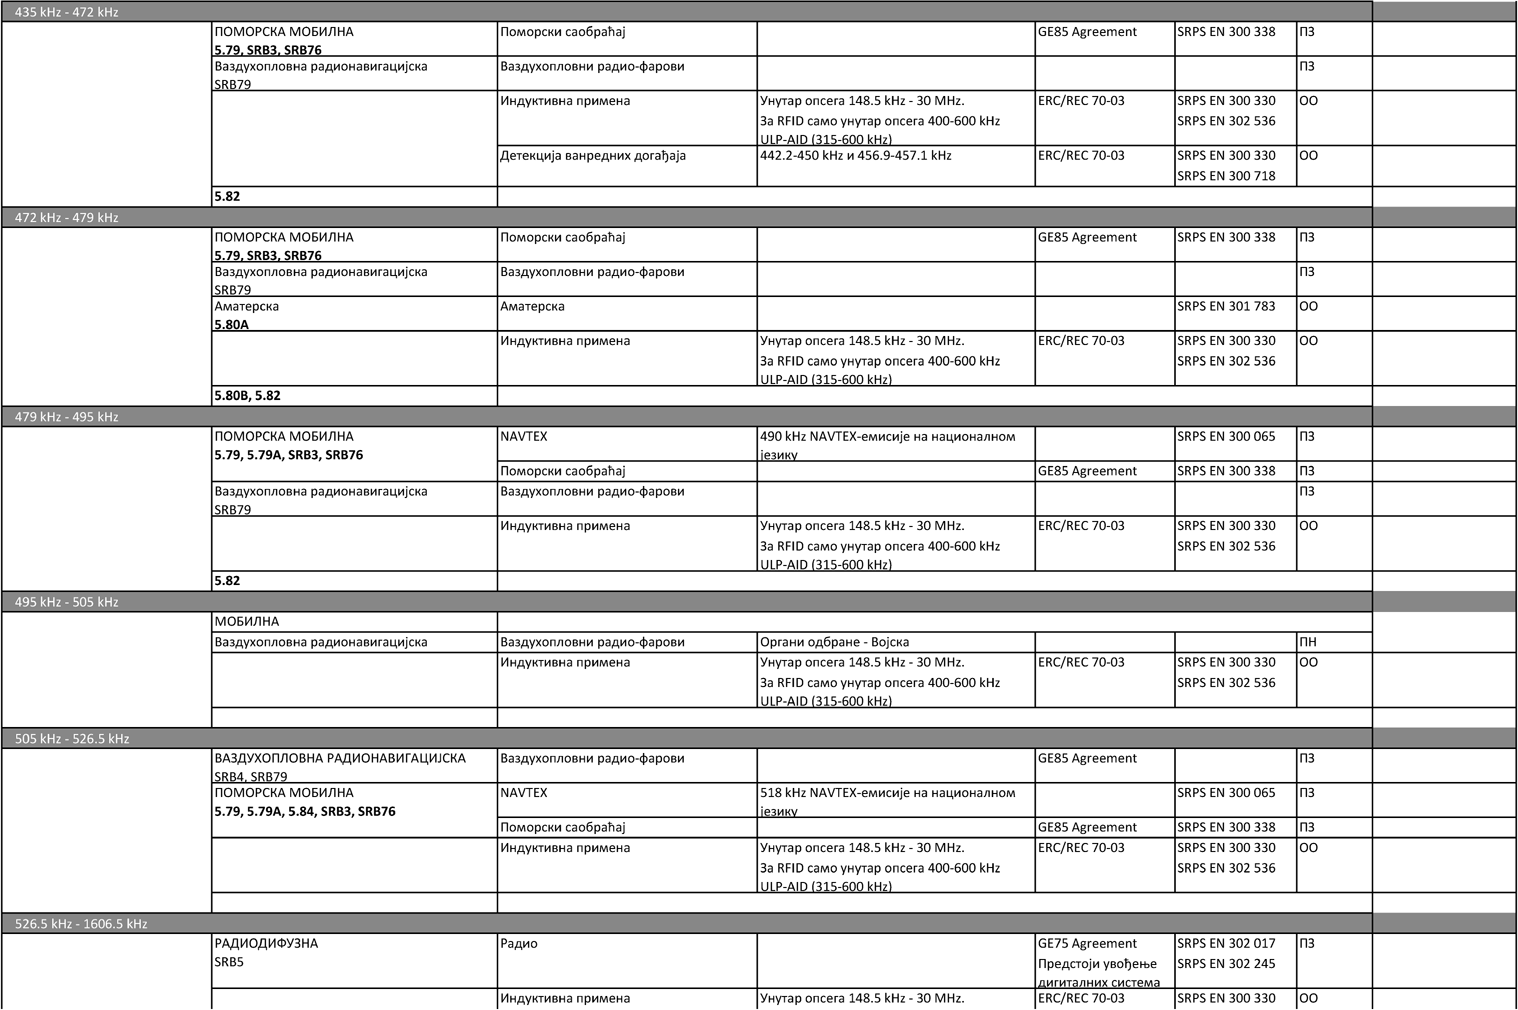 435 kHz - 472 kHz
ПОМОРСКА МОБИЛНА Поморски саобраћај GE85 Agreement SRPS EN 300 338 ПЗ
5.79, SRB3, SRB76
Ваздухопловна радионавигацијска Ваздухопловни радио-фарови ПЗ
SRB79
Индуктивна примена Унутар опсега 148.5 kHz - 30 MHz. ERC/REC 70-03 SRPS EN 300 330 ОО
За RFID само унутар опсега 400-600 kHz SRPS EN 302 536
ULP-AID (315-600 kHz)
Детекција ванредних догађаја 442.2-450 kHz и 456.9-457.1 kHz ERC/REC 70-03 SRPS EN 300 330 ОО
SRPS EN 300 718
5.82
472 kHz - 479 kHz
ПОМОРСКА МОБИЛНА Поморски саобраћај GE85 Agreement SRPS EN 300 338 ПЗ
5.79, SRB3, SRB76
Ваздухопловна радионавигацијска Ваздухопловни радио-фарови ПЗ
SRB79
Аматерска Аматерска SRPS EN 301 783 ОО
5.80A
Индуктивна примена Унутар опсега 148.5 kHz - 30 MHz. ERC/REC 70-03 SRPS EN 300 330 ОО
За RFID само унутар опсега 400-600 kHz SRPS EN 302 536
ULP-AID (315-600 kHz)
5.80B, 5.82
479 kHz - 495 kHz
ПОМОРСКА МОБИЛНА NAVTEX 490 kHz NAVTEX-емисије на националном SRPS EN 300 065 ПЗ
5.79, 5.79A, SRB3, SRB76 језику
Поморски саобраћај GE85 Agreement SRPS EN 300 338 ПЗ
Ваздухопловна радионавигацијска Ваздухопловни радио-фарови ПЗ
SRB79
Индуктивна примена Унутар опсега 148.5 kHz - 30 MHz. ERC/REC 70-03 SRPS EN 300 330 ОО
За RFID само унутар опсега 400-600 kHz SRPS EN 302 536
ULP-AID (315-600 kHz)
5.82
495 kHz - 505 kHz
МОБИЛНА
Ваздухопловна радионавигацијска Ваздухопловни радио-фарови Органи одбране - Војска ПН
Индуктивна примена Унутар опсега 148.5 kHz - 30 MHz. ERC/REC 70-03 SRPS EN 300 330 ОО
За RFID само унутар опсега 400-600 kHz SRPS EN 302 536
ULP-AID (315-600 kHz)
505 kHz - 526.5 kHz
ВАЗДУХОПЛОВНА РАДИОНАВИГАЦИЈСКА Ваздухопловни радио-фарови GE85 Agreement ПЗ
SRB4, SRB79
ПОМОРСКА МОБИЛНА NAVTEX 518 kHz NAVTEX-емисије на националном SRPS EN 300 065 ПЗ
5.79, 5.79A, 5.84, SRB3, SRB76 језику
Поморски саобраћај GE85 Agreement SRPS EN 300 338 ПЗ
Индуктивна примена Унутар опсега 148.5 kHz - 30 MHz. ERC/REC 70-03 SRPS EN 300 330 ОО
За RFID само унутар опсега 400-600 kHz SRPS EN 302 536
ULP-AID (315-600 kHz)
526.5 kHz - 1606.5 kHz
РАДИОДИФУЗНА Радио GE75 Agreement SRPS EN 302 017 ПЗ
SRB5 Предстоји увођење SRPS EN 302 245
дигиталних система
Индуктивна примена Унутар опсега 148.5 kHz - 30 MHz. ERC/REC 70-03 SRPS EN 300 330 ОО